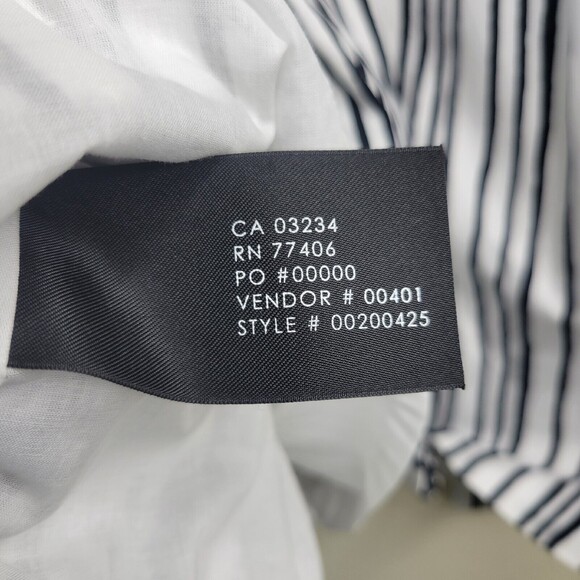 CA 03234
RN 77406
PO #00000
VENDOR # 00401
STYLE # 00200425